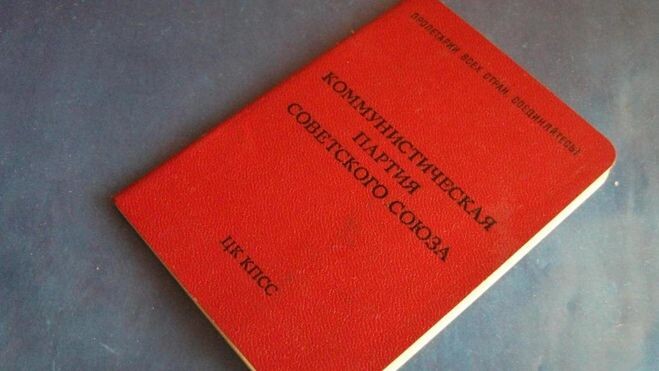 ПРОЛЕТАРИИ ВСЕХ СТРАН, СОЕДИНЯЙТЕСЬ!
КОММУНИСТИЧЕСКАЯ
ПАРТИЯ
СОВЕТСКОГО СОЮЗА
ЦК КПСС